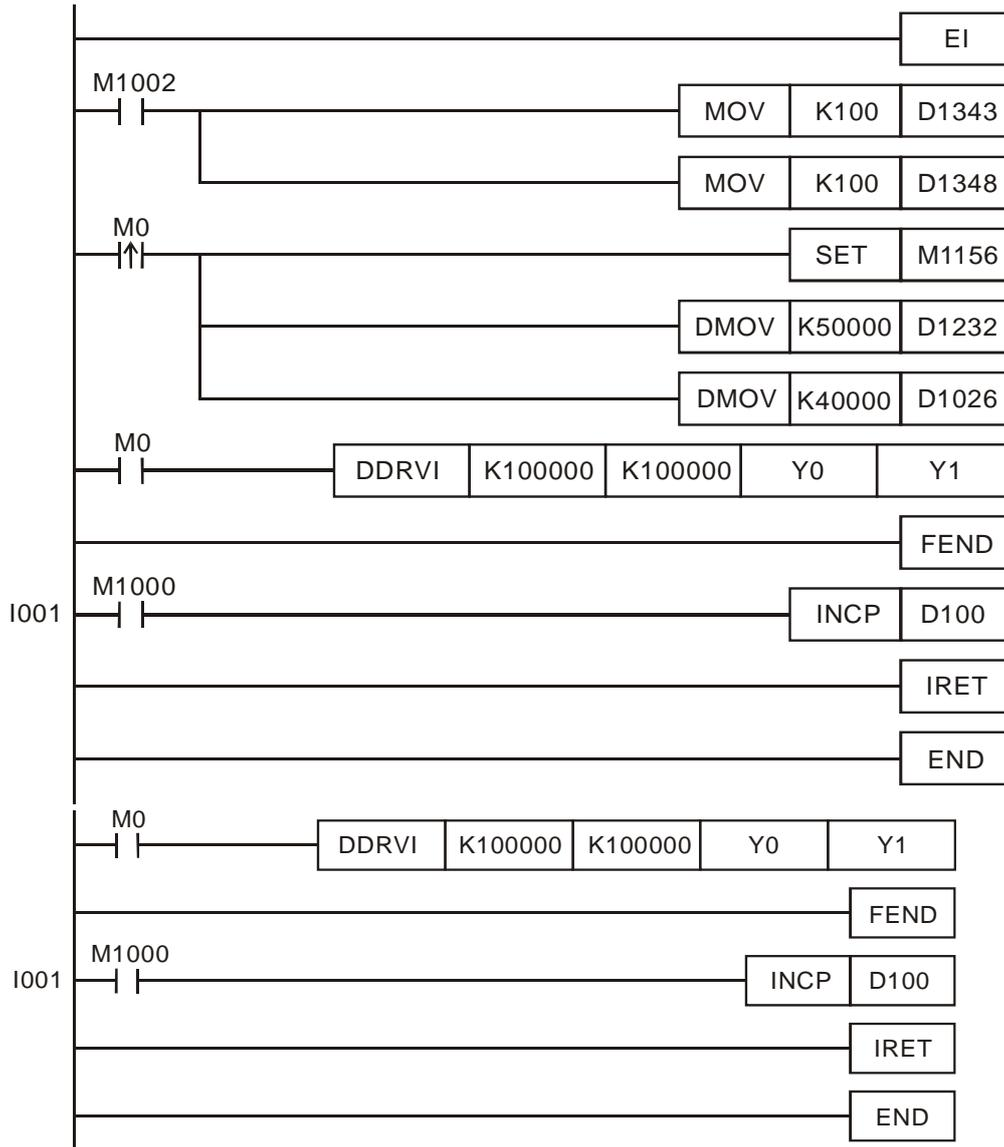 EI
M1002
MOV K100 D1343
MOV K100 D1348
M0
SET M1156
DMOV K50000 D1232
DMOV K40000 D1026
M0
DDRVI K100000 K100000 Y0 Y1
FEND
M1000
I001 INCP D100
IRET
END
M0
DDRVI K100000 K100000 Y0 Y1
FEND
M1000
I001 INCP D100
IRET
END